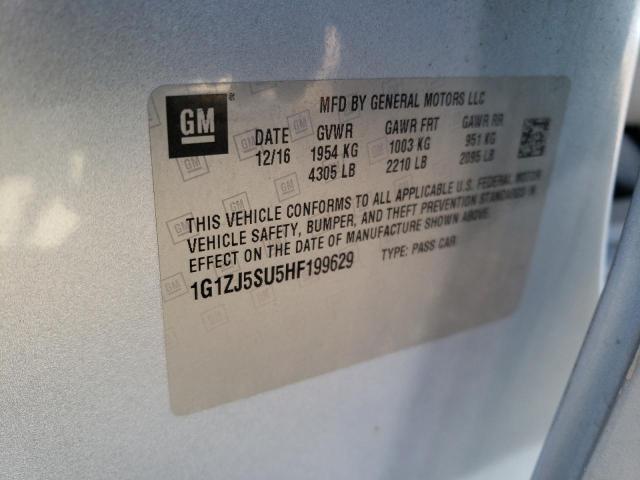 GM
MFD BY GENERAL MOTORS LLC
DATE GVWR GAWR FRT GAWR RR
12/16 1954 KG 1003 KG 951 KG
4305 LB 2210 LB 2095 LB
THIS VEHICLE CONFORMS TO ALL APPLICABLE U.S. FEDERAL MOTOR
VEHICLE SAFETY, BUMPER, AND THEFT PREVENTION STANDARDS IN
EFFECT ON THE DATE OF MANUFACTURE SHOWN ABOVE.
1G1ZJ5SU5HF199629 TYPE: PASS CAR